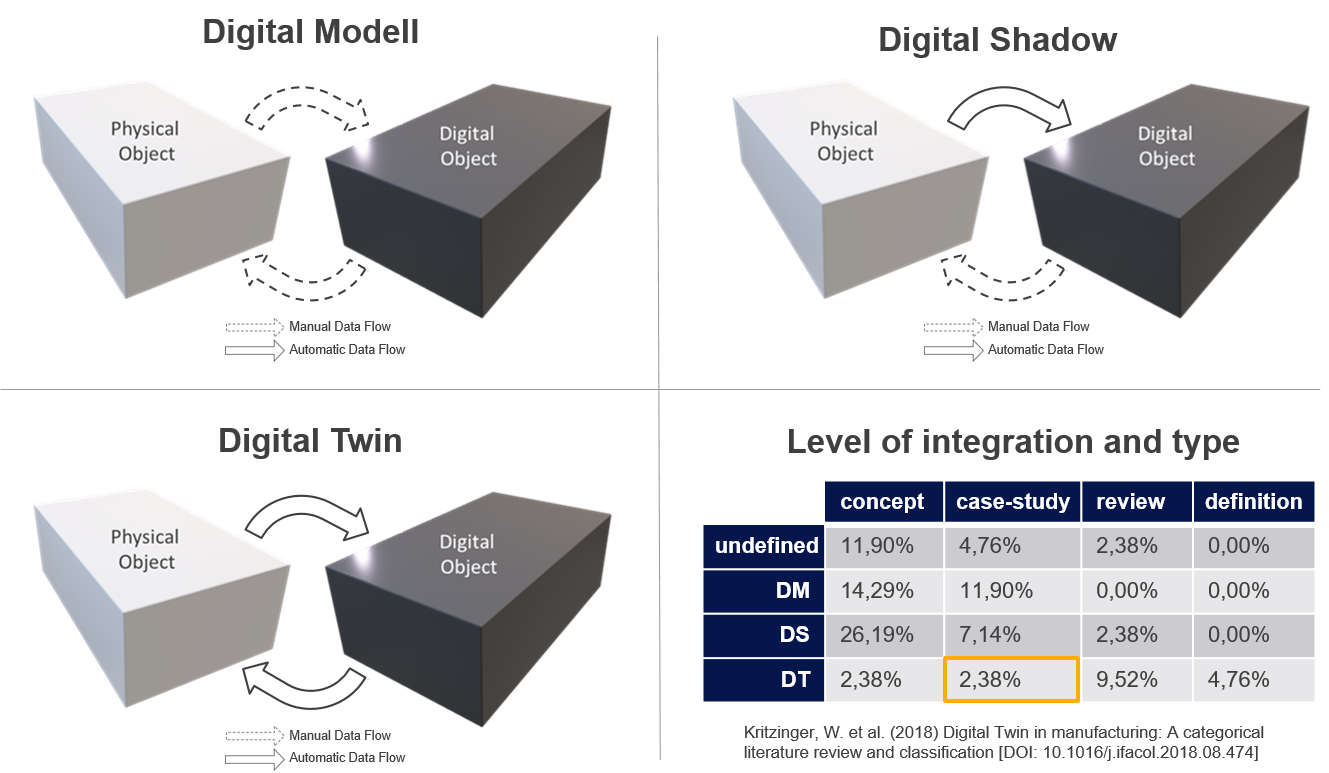 Digital Modell
Physical
Object
Digital
Object
Manual Data Flow
Automatic Data Flow
Digital Shadow
Physical
Object
Digital
Object
Manual Data Flow
Automatic Data Flow
Digital Twin
Physical
Object
Digital
Object
Manual Data Flow
Automatic Data Flow
Level of integration and type
concept case-study review definition
undefined 11,90% 4,76% 2,38% 0,00%
DM 14,29% 11,90% 0,00% 0,00%
DS 26,19% 7,14% 2,38% 0,00%
DT 2,38% 2,38% 9,52% 4,76%
Kritzinger, W. et al. (2018) Digital Twin in manufacturing: A categorical
literature review and classification [DOI: 10.1016/j.ifacol.2018.08.474]